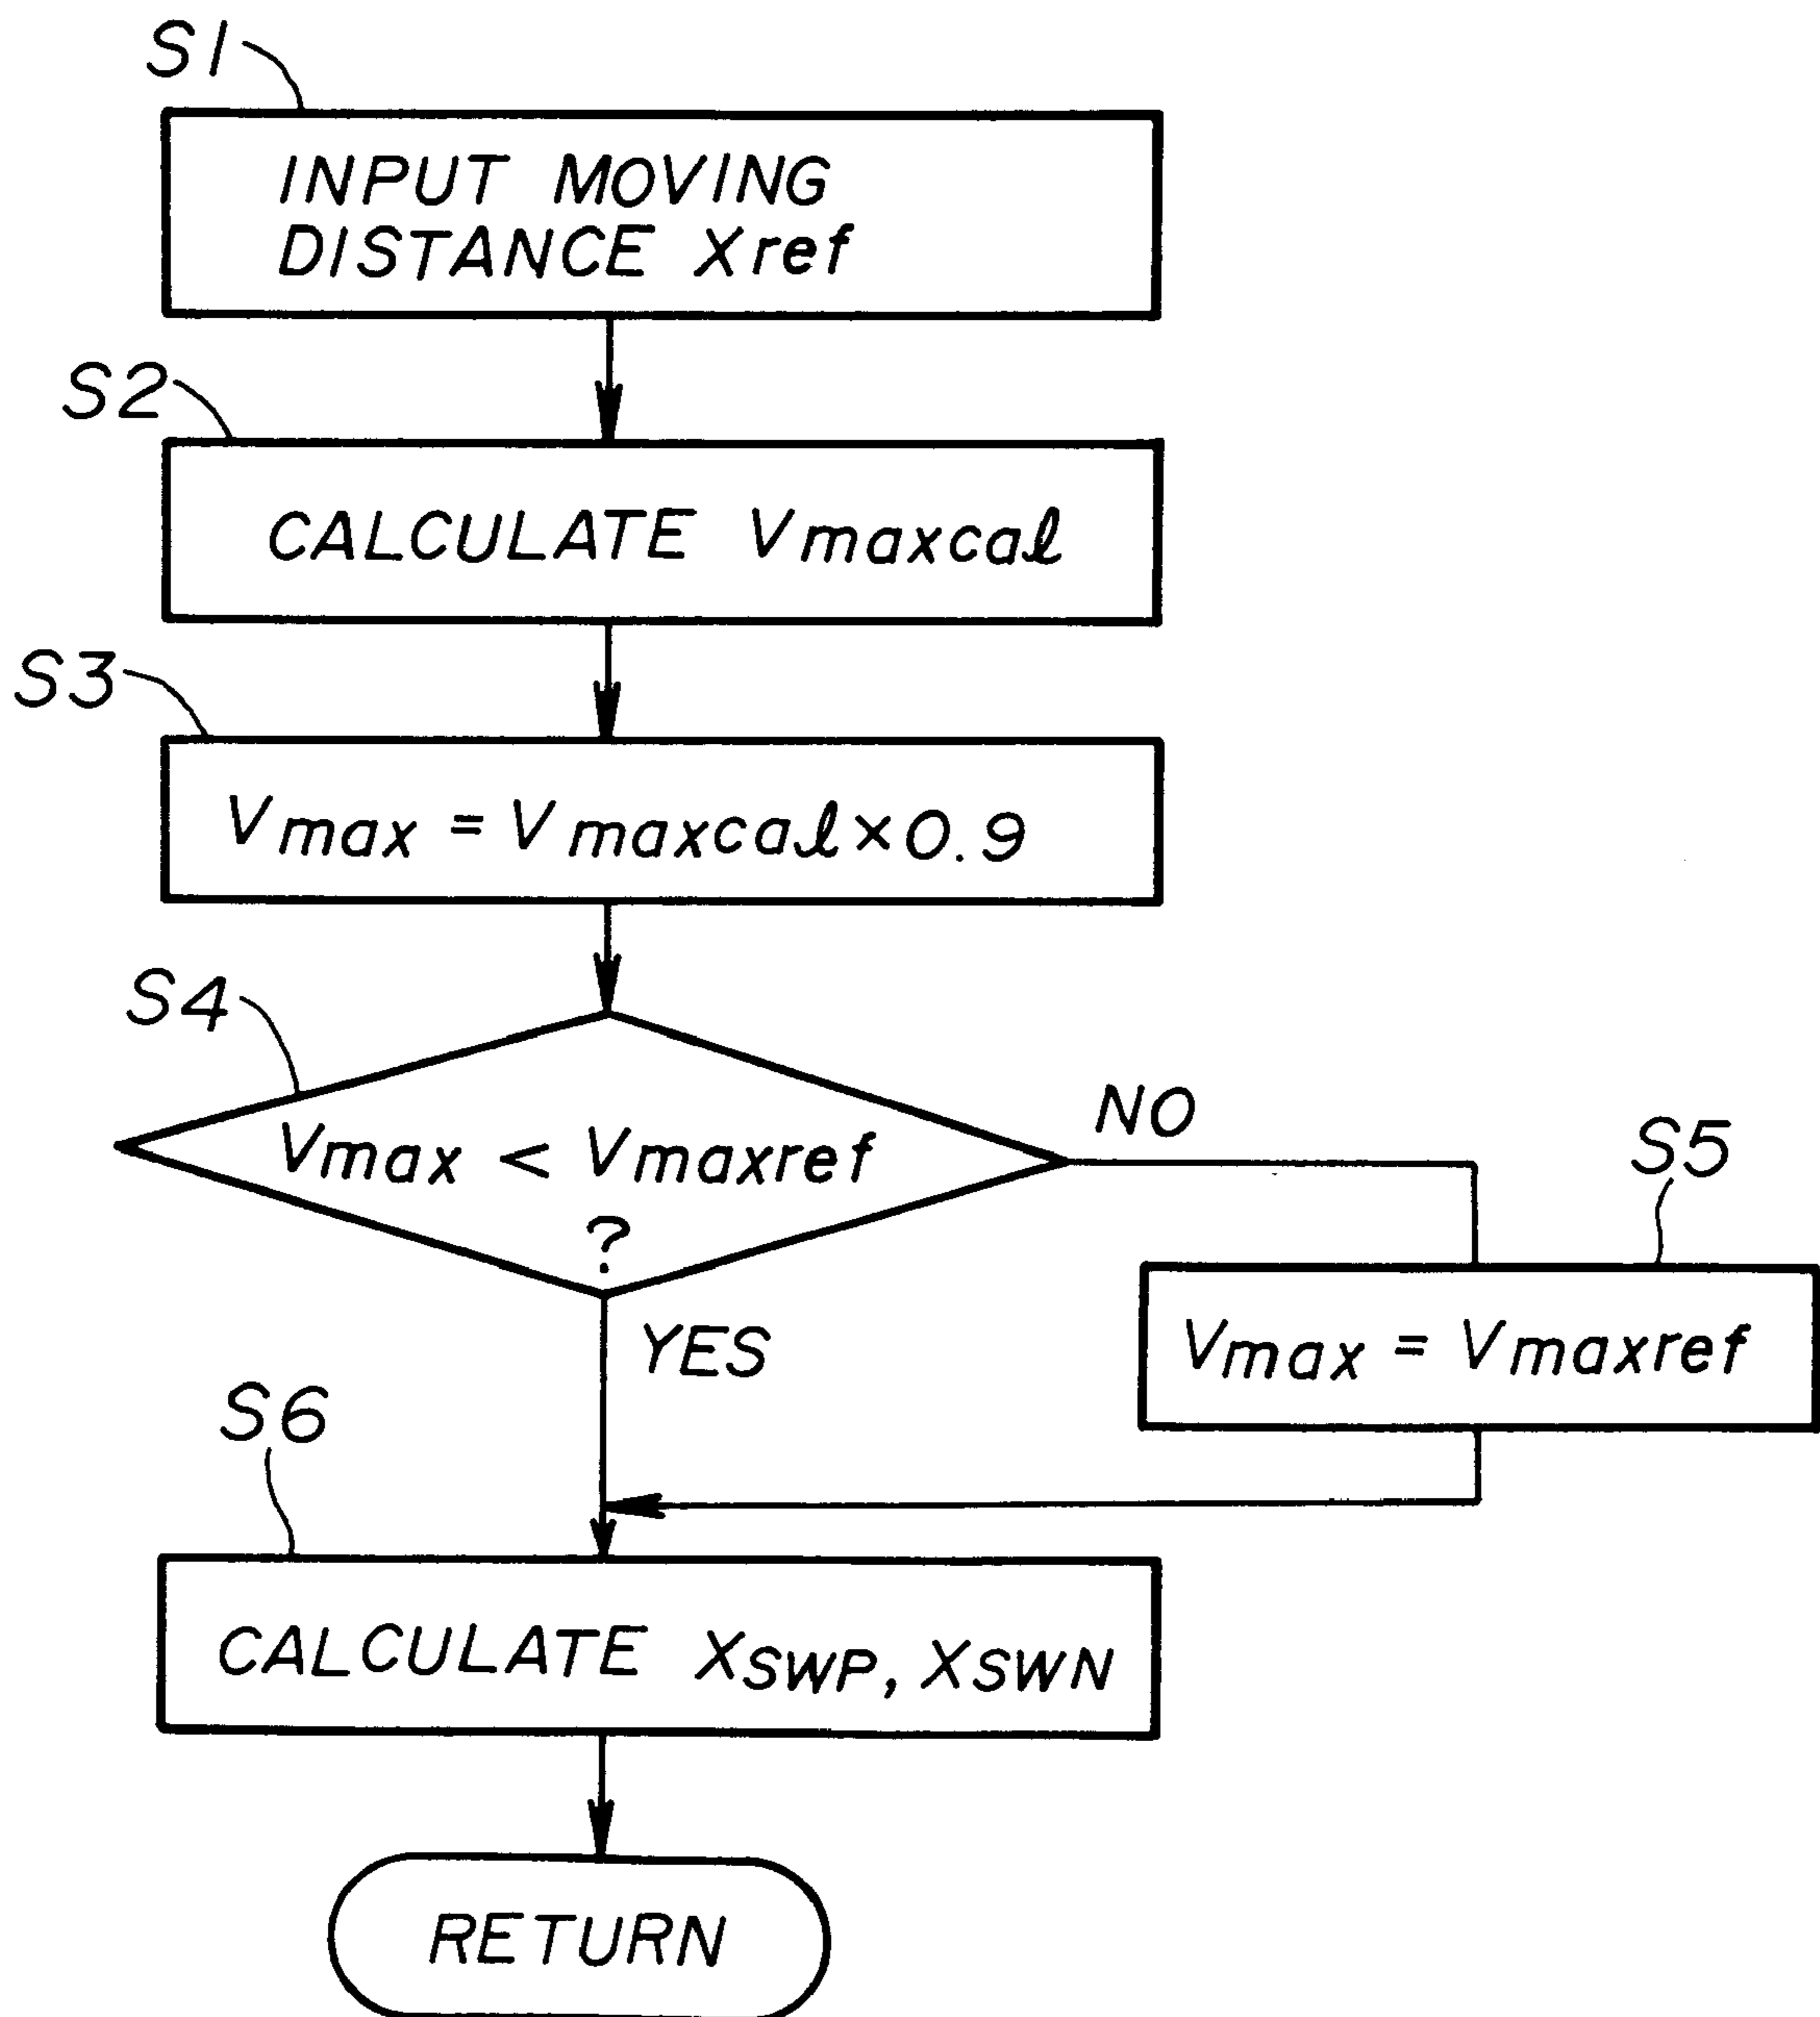 S1
INPUT MOVING
DISTANCE Xref
S2
CALCULATE Vmaxcal
S3
Vmax = Vmaxcal×0.9
S4
Vmax < Vmaxref
?
NO
YES
S5
Vmax = Vmaxref
S6
CALCULATE XSWP, XSWN
RETURN